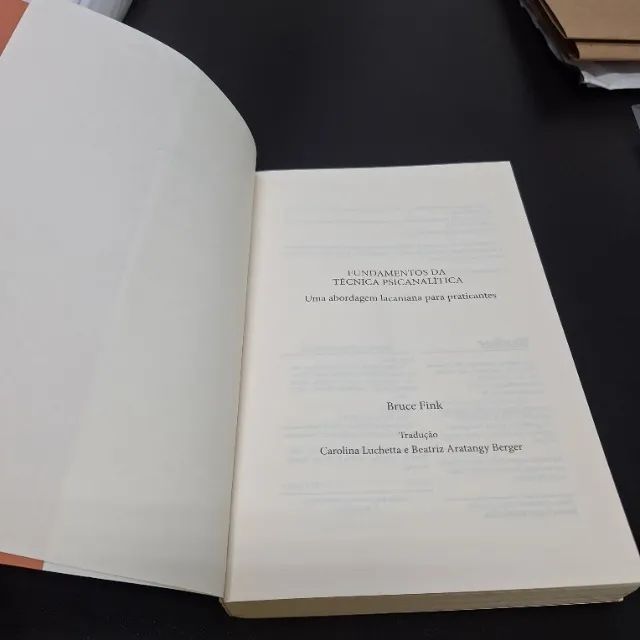 FUNDAMENTOS DA
TÉCNICA PSICANALÍTICA
Uma abordagem lacaniana para praticantes
Bruce Fink
Tradução
Carolina Luchetta e Beatriz Aratangy Berger